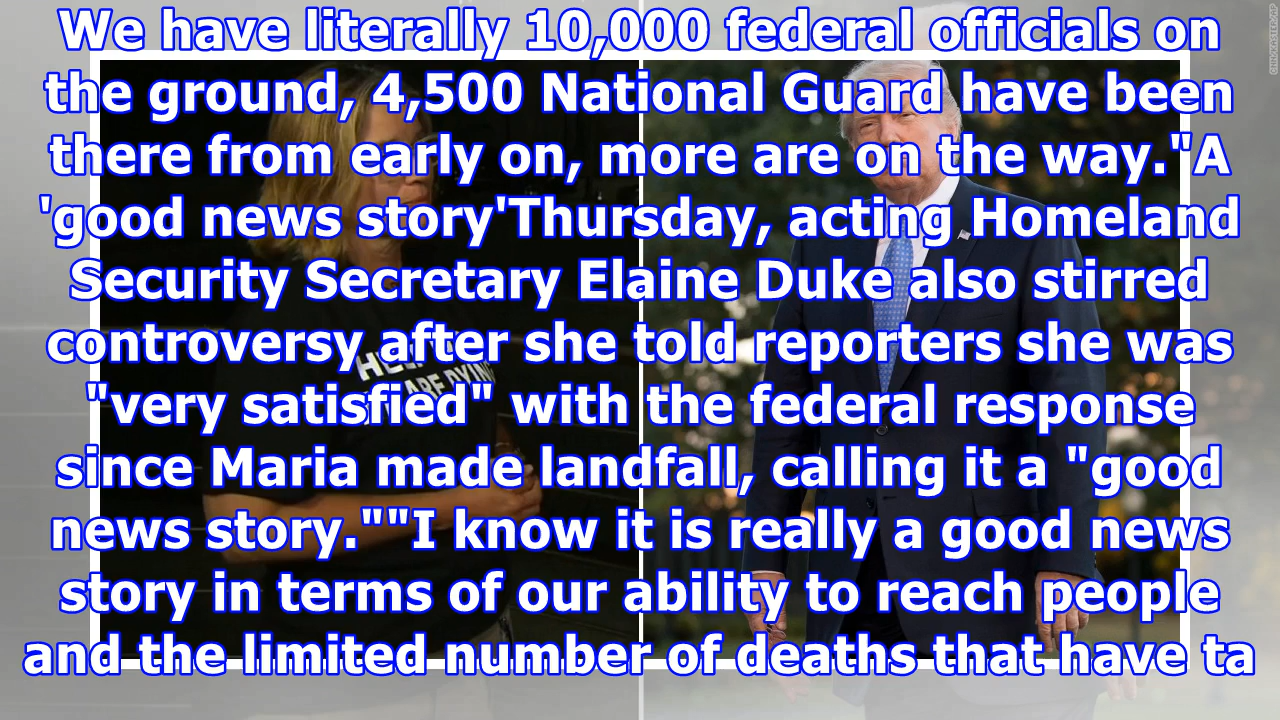 We have literally 10,000 federal officials on
the ground, 4,500 National Guard have been
there from early on, more are on the way."A
'good news story'Thursday, acting Homeland
Security Secretary Elaine Duke also stirred
controversy after she told reporters she was
"very satisfied" with the federal response
since Maria made landfall, calling it a "good
news story.""I know it is really a good news
story in terms of our ability to reach people
and the limited number of deaths that have ta
ARE DYING